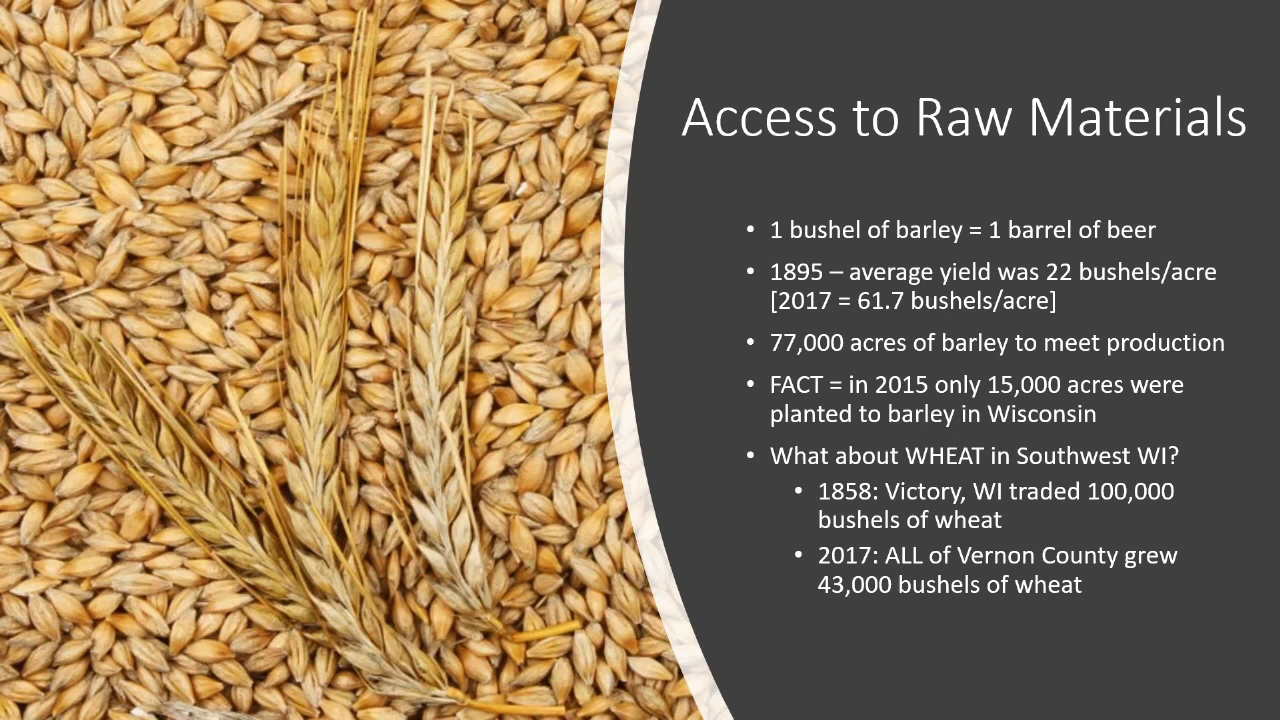 Access to Raw Materials
• 1 bushel of barley = 1 barrel of beer
• 1895 – average yield was 22 bushels/acre
[2017 = 61.7 bushels/acre]
• 77,000 acres of barley to meet production
• FACT = in 2015 only 15,000 acres were
planted to barley in Wisconsin
• What about WHEAT in Southwest WI?
• 1858: Victory, WI traded 100,000
bushels of wheat
• 2017: ALL of Vernon County grew
43,000 bushels of wheat